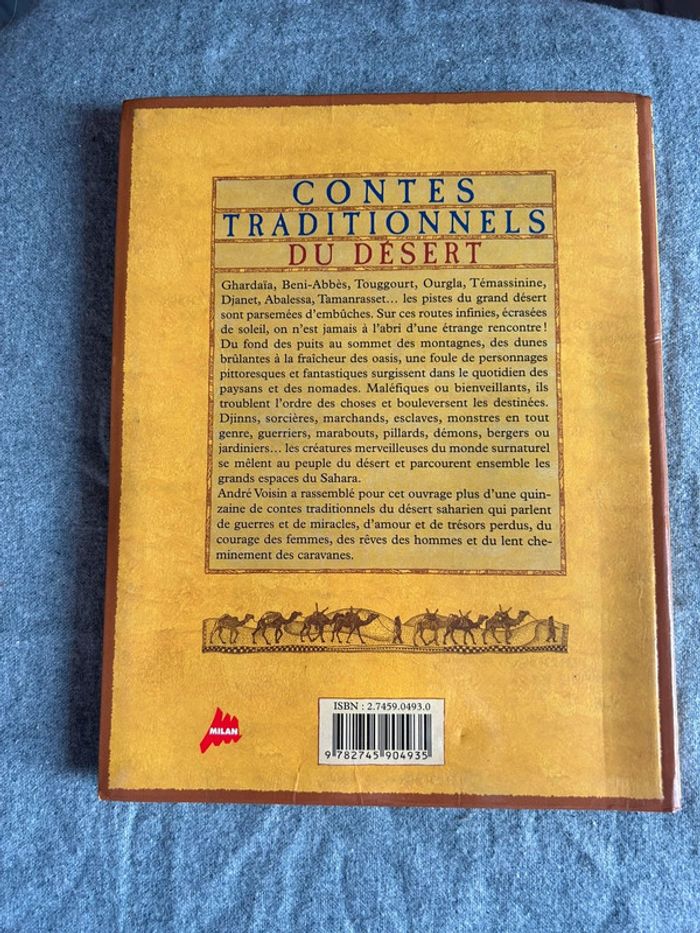 CONTES
TRADITIONNELS
DU DÉSERT
Ghardaïa, Beni-Abbès, Touggourt, Ourgla, Témassinine,
Djanet, Abalessa, Tamanrasset... les pistes du grand désert
sont parsemées d'embûches. Sur ces routes infinies, écrasées
de soleil, on n'est jamais à l'abri d'une étrange rencontre !
Du fond des puits au sommet des montagnes, des dunes
brûlantes à la fraîcheur des oasis, une foule de personnages
pittoresques et fantastiques surgissent dans le quotidien des
paysans et des nomades. Maléfiques ou bienveillants, ils
troublent l'ordre des choses et bouleversent les destinées.
Djinns, sorcières, marchands, esclaves, monstres en tout
genre, guerriers, marabouts, pillards, démons, bergers ou
jardiniers... les créatures merveilleuses du monde surnaturel
se mêlent au peuple du désert et parcourent ensemble les
grands espaces du Sahara.
André Voisin a rassemblé pour cet ouvrage plus d'une quin-
zaine de contes traditionnels du désert saharien qui parlent
de guerres et de miracles, d'amour et de trésors perdus, du
courage des femmes, des rêves des hommes et du lent che-
minement des caravanes.
ISBN : 2.7459.0493.0
MILAN
9 782745 904935